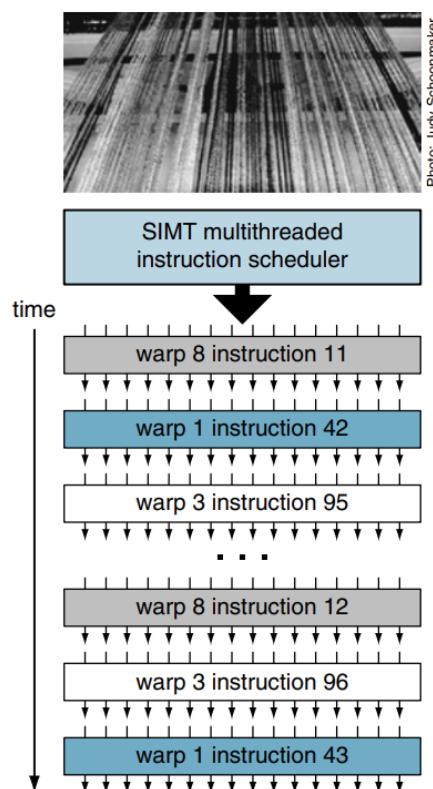 Photo: Judy Schoonmaker
SIMT multithreaded
instruction scheduler
time
warp 8 instruction 11
warp 1 instruction 42
warp 3 instruction 95
. . .
warp 8 instruction 12
warp 3 instruction 96
warp 1 instruction 43